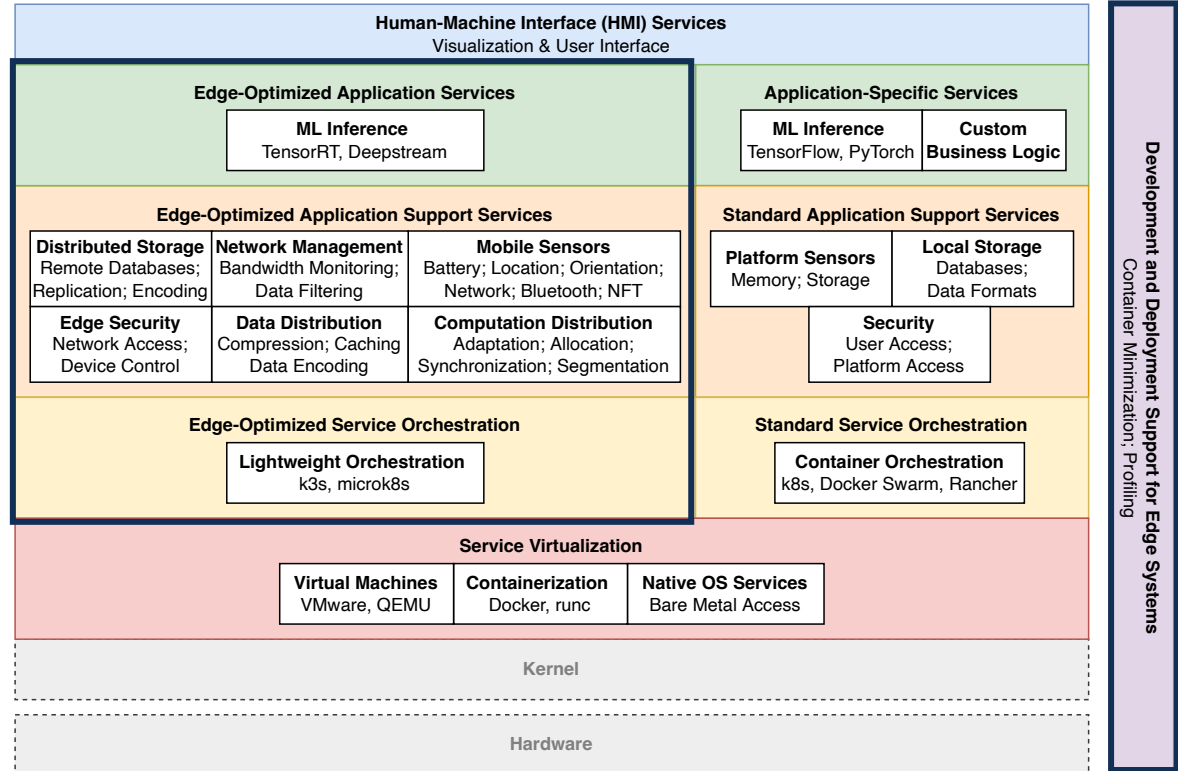 Human-Machine Interface (HMI) Services
Visualization & User Interface
Edge-Optimized Application Services
ML Inference
TensorRT, Deepstream
Application-Specific Services
ML Inference
TensorFlow, PyTorch
Custom
Business Logic
Edge-Optimized Application Support Services
Distributed Storage
Remote Databases;
Replication; Encoding
Network Management
Bandwidth Monitoring;
Data Filtering
Mobile Sensors
Battery; Location; Orientation;
Network; Bluetooth; NFT
Edge Security
Network Access;
Device Control
Data Distribution
Compression; Caching
Data Encoding
Computation Distribution
Adaptation; Allocation;
Synchronization; Segmentation
Standard Application Support Services
Platform Sensors
Memory; Storage
Local Storage
Databases;
Data Formats
Security
User Access;
Platform Access
Edge-Optimized Service Orchestration
Lightweight Orchestration
k3s, microk8s
Standard Service Orchestration
Container Orchestration
k8s, Docker Swarm, Rancher
Service Virtualization
Virtual Machines
VMware, QEMU
Containerization
Docker, runc
Native OS Services
Bare Metal Access
Kernel
Hardware
Development and Deployment Support for Edge Systems
Container Minimization; Profiling